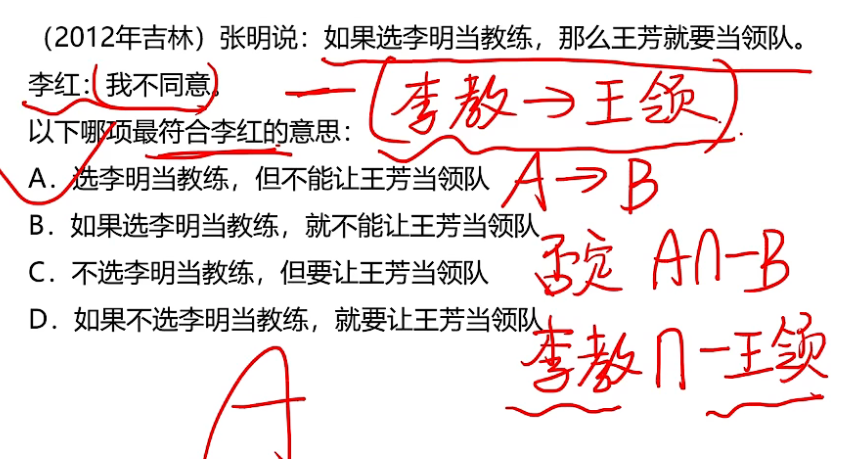 （2012年吉林）张明说：如果选李明当教练，那么王芳就要当领队。
李红：我不同意。
—（李教→王领）
以下哪项最符合李红的意思：
A．选李明当教练，但不能让王芳当领队
A→B
B．如果选李明当教练，就不能让王芳当领队
否定 A∩—B
C．不选李明当教练，但要让王芳当领队
D．如果不选李明当教练，就要让王芳当领队
李教∩—王领
A